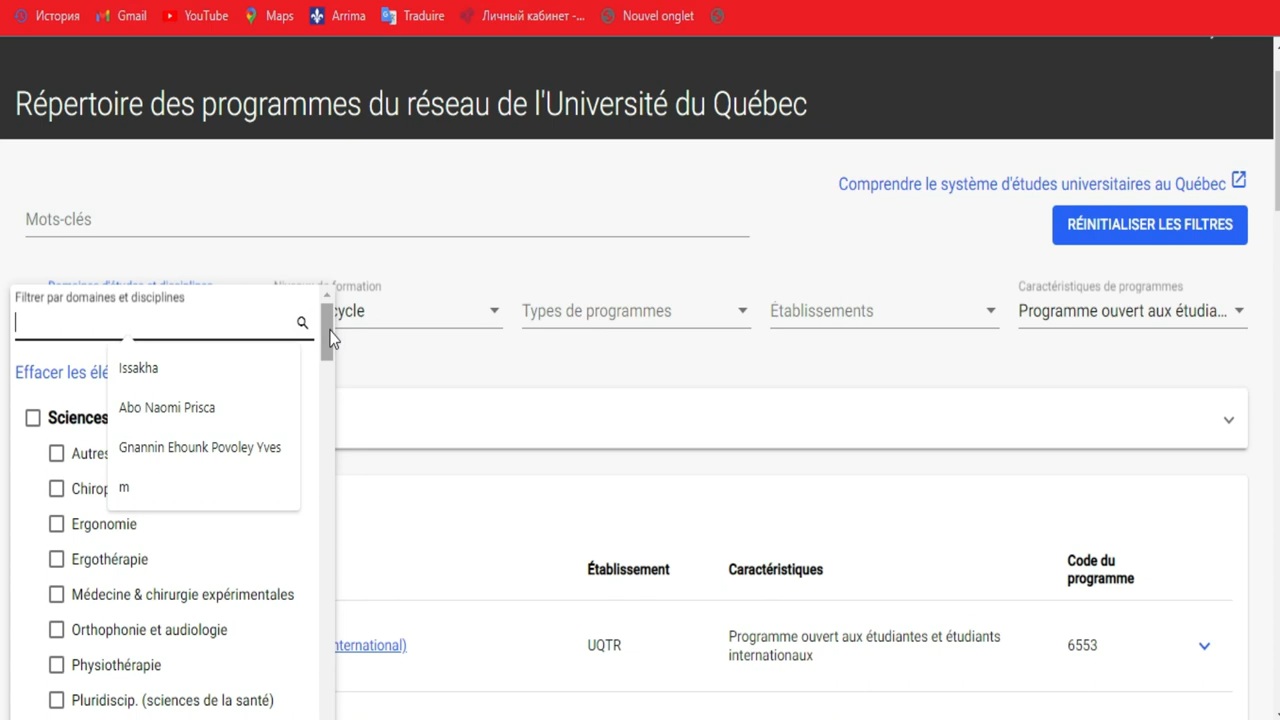 История Gmail YouTube Maps Arrima Traduire Личный кабинет -... Nouvel onglet
Répertoire des programmes du réseau de l'Université du Québec
Comprendre le système d'études universitaires au Québec
Mots-clés
RÉINITIALISER LES FILTRES
formation
Caractéristiques de programmes
Filtrer par domaines et disciplines
cycle
Types de programmes
Établissements
Programme ouvert aux étudia...
Issakha
Effacer les élé
Abo Naomi Prisca
Sciences
Gnannin Ehounk Povoley Yves
Autres
m
Chirop
Ergonomie
Ergothérapie
Médecine & chirurgie expérimentales
Orthophonie et audiologie
Physiothérapie
Pluridiscip. (sciences de la santé)
Établissement
Caractéristiques
Code du
programme
nternational)
UQTR
Programme ouvert aux étudiantes et étudiants
internationaux
6553